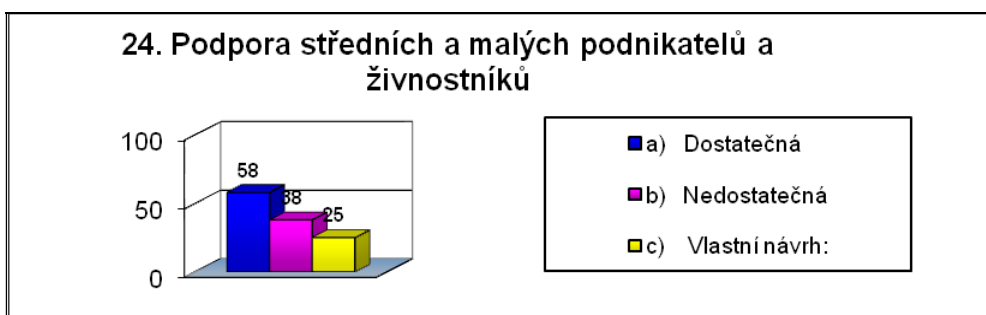 24. Podpora středních a malých podnikatelů a
živnostníků
100
50
0
58
38
25
a) Dostatečná
b) Nedostatečná
c) Vlastní návrh: